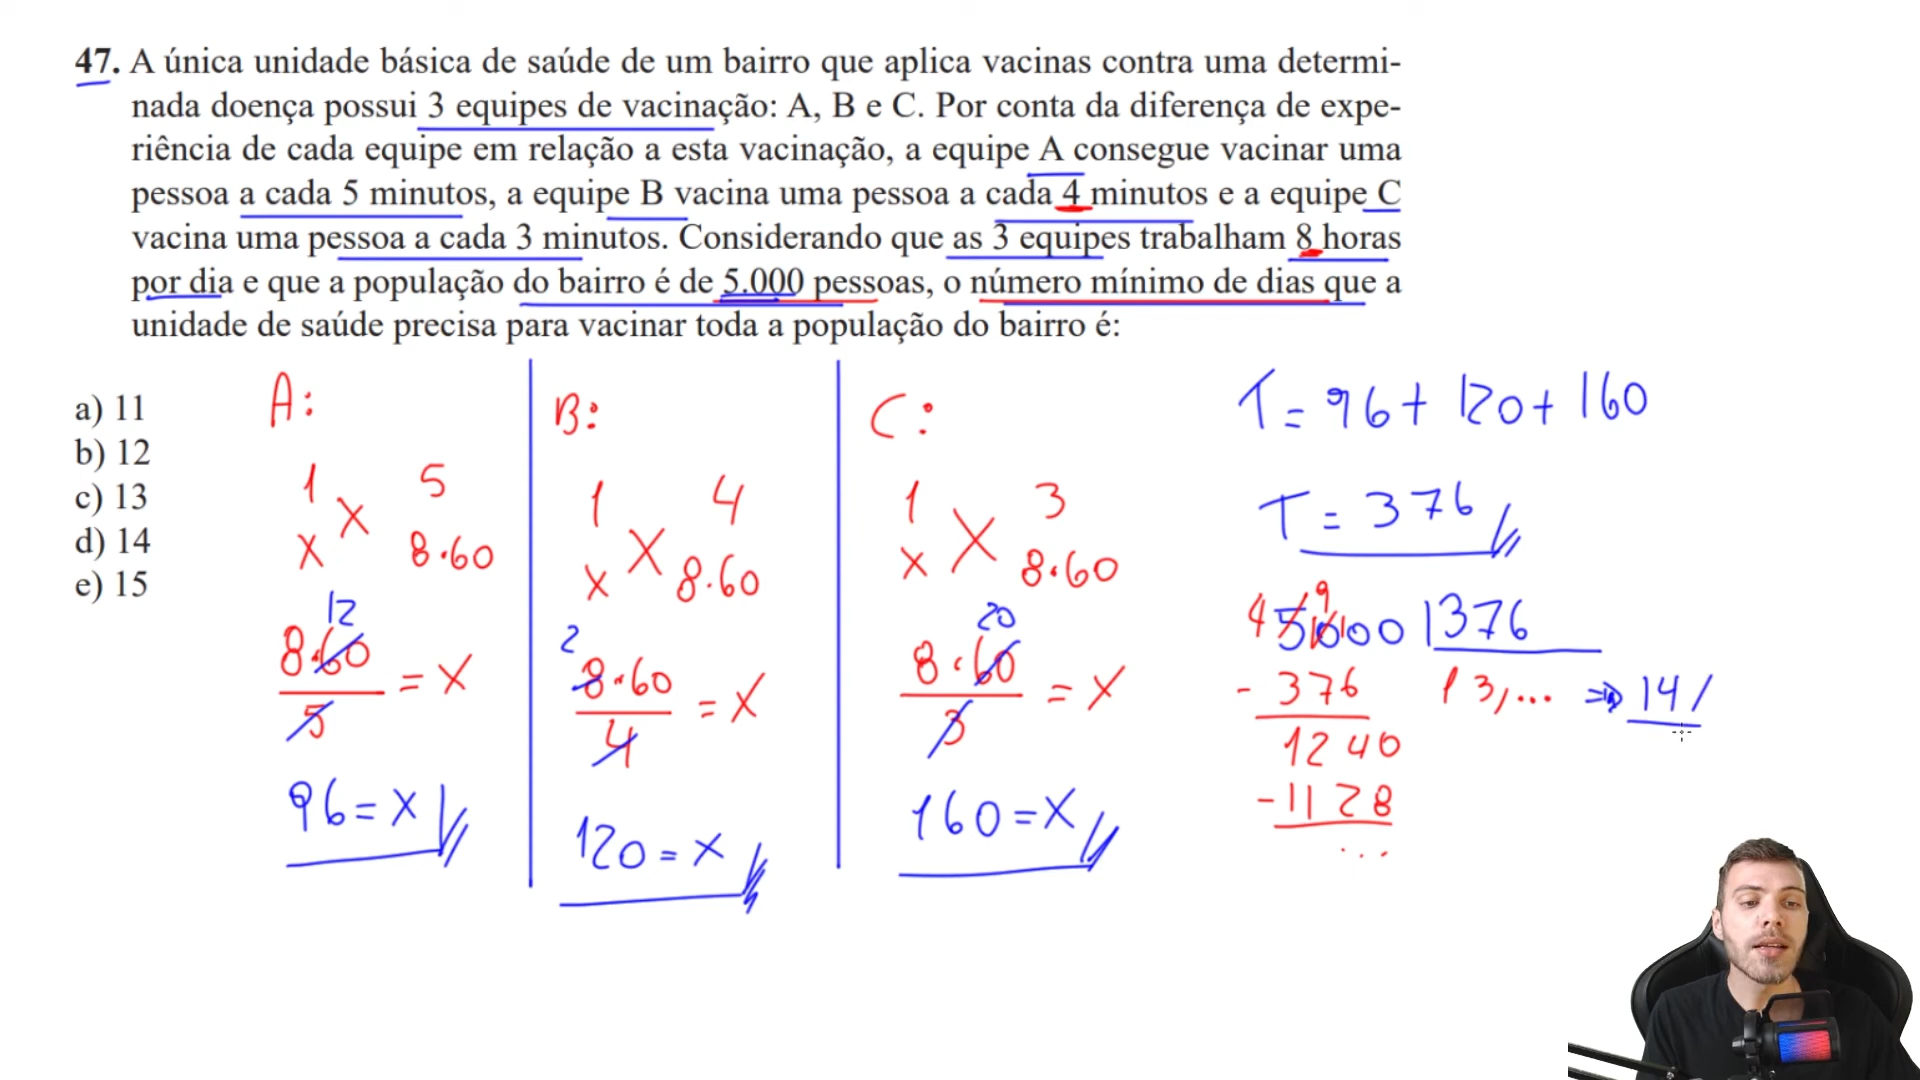 47. A única unidade básica de saúde de um bairro que aplica vacinas contra uma determi-
nada doença possui 3 equipes de vacinação: A, B e C. Por conta da diferença de expe-
riência de cada equipe em relação a esta vacinação, a equipe A consegue vacinar uma
pessoa a cada 5 minutos, a equipe B vacina uma pessoa a cada 4 minutos e a equipe C
vacina uma pessoa a cada 3 minutos. Considerando que as 3 equipes trabalham 8 horas
por dia e que a população do bairro é de 5.000 pessoas, o número mínimo de dias que a
unidade de saúde precisa para vacinar toda a população do bairro é:
a) 11
b) 12
c) 13
d) 14
e) 15
A:
1 5
x X 8.60
12
8.60
5
= x
96 = x
B:
1 4
x X 8.60
2
8.60
4
= x
120 = x
C:
1 3
x X 8.60
20
8.60
3
= x
160 = x
T = 96 + 120 + 160
T = 376
4 9
5000 376
- 376 13,... ⇒ 14
1240
- 1128
...